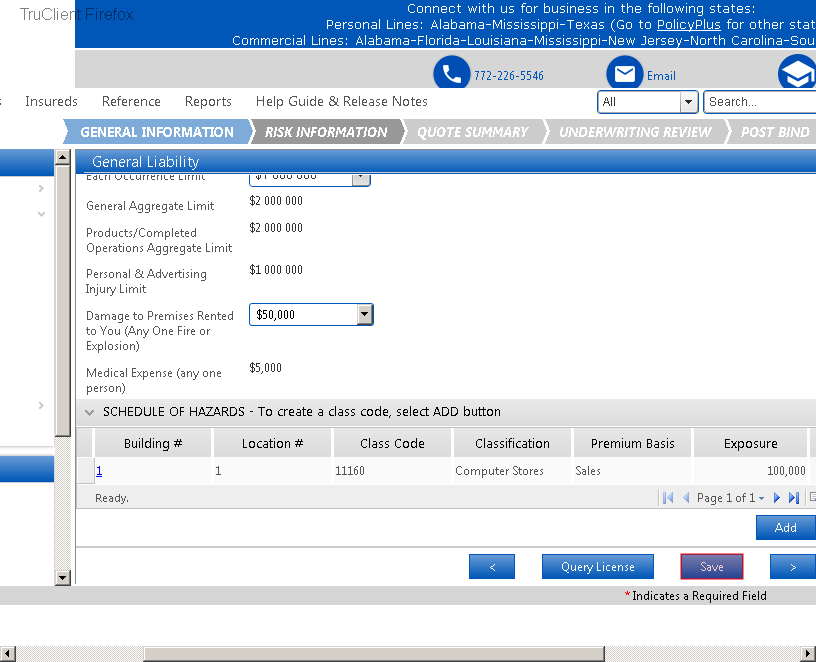 TruClient Firefox
Connect with us for business in the following states:
Personal Lines: Alabama-Mississippi-Texas (Go to PolicyPlus for other stat
Commercial Lines: Alabama-Florida-Louisiana-Mississippi-New Jersey-North Carolina-Sou
772-226-5546 Email
Insureds Reference Reports Help Guide & Release Notes All Search...
GENERAL INFORMATION RISK INFORMATION QUOTE SUMMARY UNDERWRITING REVIEW POST BIND
General Liability
Each Occurrence Limit $1 000 000
General Aggregate Limit $2 000 000
Products/Completed $2 000 000
Operations Aggregate Limit
Personal & Advertising $1 000 000
Injury Limit
Damage to Premises Rented $50,000
to You (Any One Fire or
Explosion)
Medical Expense (any one $5,000
person)
SCHEDULE OF HAZARDS - To create a class code, select ADD button
Building # Location # Class Code Classification Premium Basis Exposure
1 1 11160 Computer Stores Sales 100,000
Ready. Page 1 of 1
Add
< Query License Save >
* Indicates a Required Field